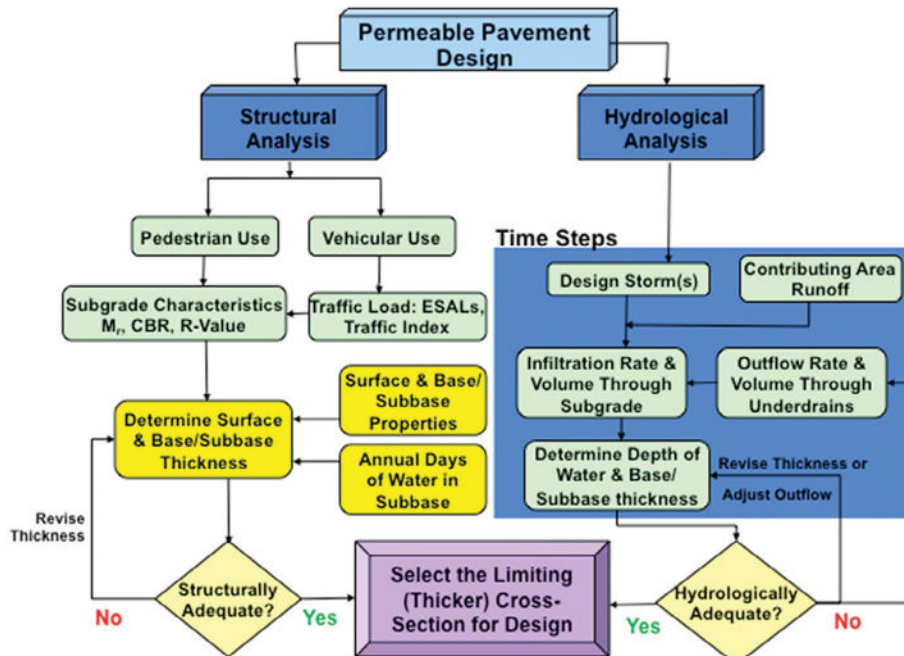 Permeable Pavement
Design
Structural
Analysis
Hydrological
Analysis
Pedestrian Use
Vehicular Use
Time Steps
Design Storm(s)
Contributing Area
Runoff
Subgrade Characteristics
Mr, CBR, R-Value
Traffic Load: ESALs,
Traffic Index
Infiltration Rate &
Volume Through
Subgrade
Outflow Rate &
Volume Through
Underdrains
Surface & Base/
Subbase
Properties
Determine Surface
& Base/Subbase
Thickness
Annual Days
of Water in
Subbase
Determine Depth of
Water & Base/
Subbase thickness
Revise Thickness or
Adjust Outflow
Revise
Thickness
Structurally
Adequate?
No
Yes
Select the Limiting
(Thicker) Cross-
Section for Design
Hydrologically
Adequate?
Yes
No